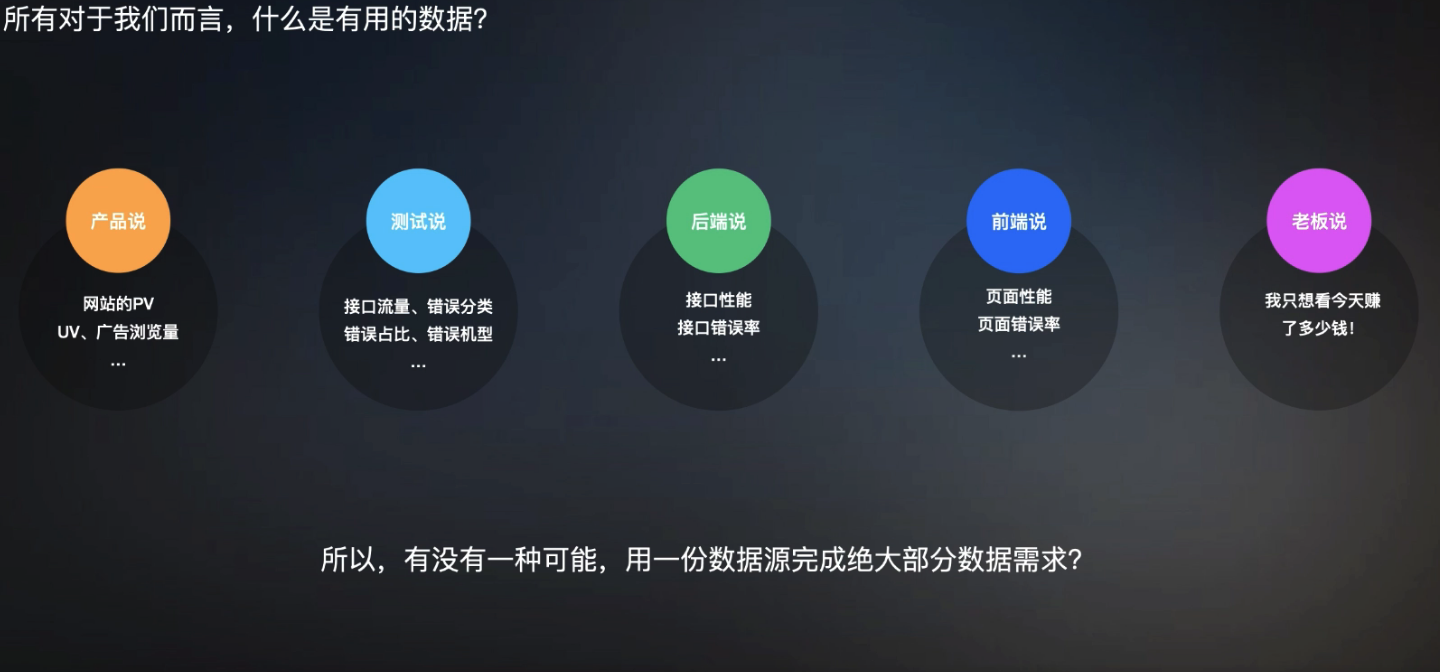 所有对于我们而言，什么是有用的数据？
产品说
网站的PV
UV、广告浏览量
...
测试说
接口流量、错误分类
错误占比、错误机型
...
后端说
接口性能
接口错误率
...
前端说
页面性能
页面错误率
...
老板说
我只想看今天赚
了多少钱！
所以，有没有一种可能，用一份数据源完成绝大部分数据需求？